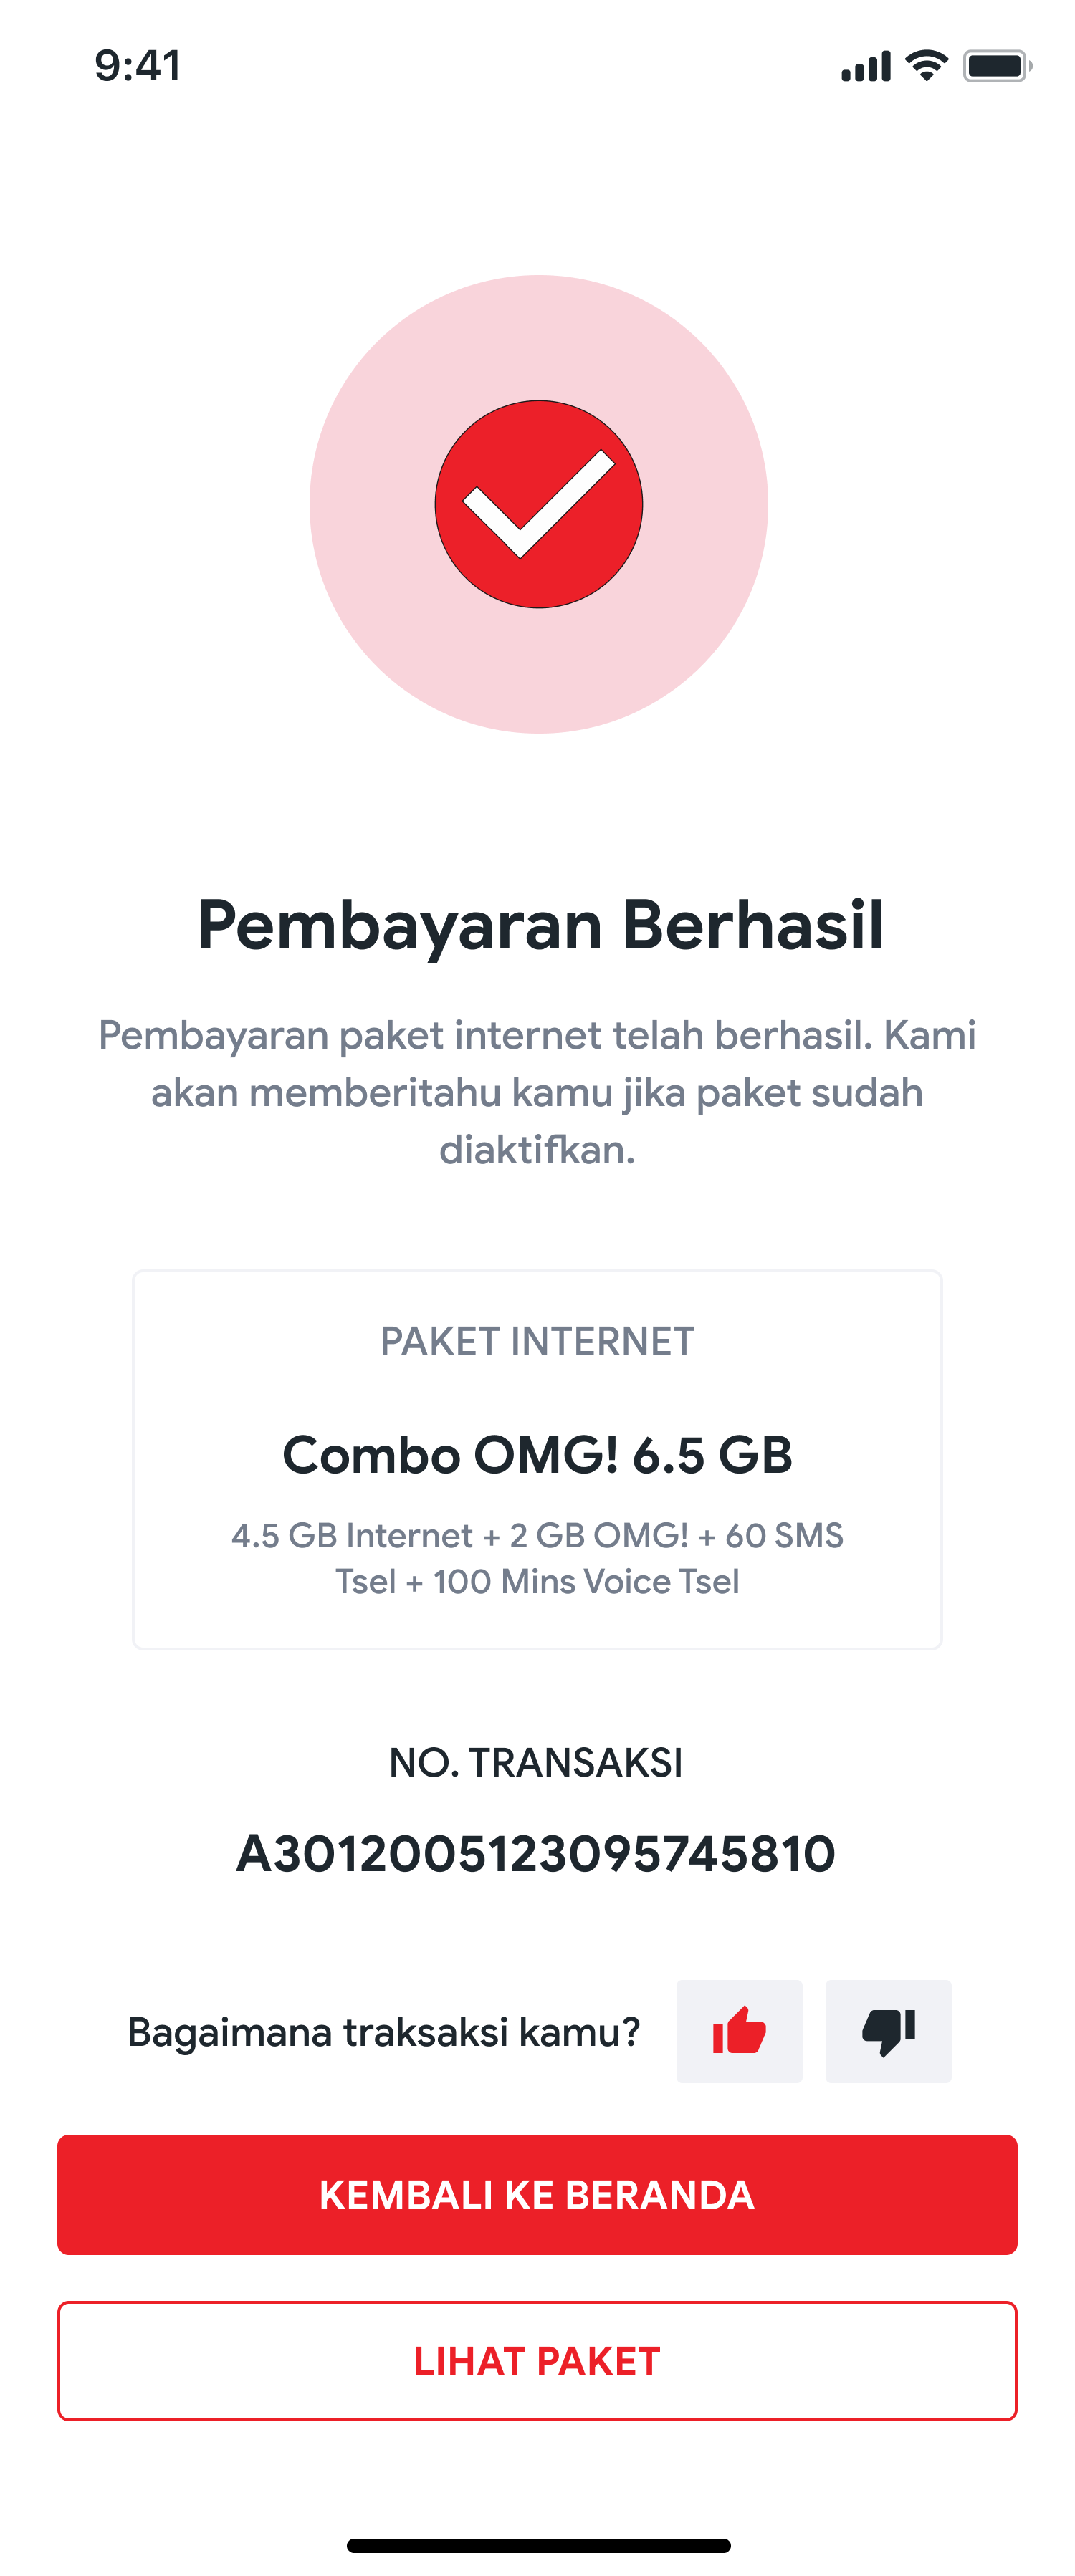 9:41
Pembayaran Berhasil
Pembayaran paket internet telah berhasil. Kami
akan memberitahu kamu jika paket sudah
diaktifkan.
PAKET INTERNET
Combo OMG! 6.5 GB
4.5 GB Internet + 2 GB OMG! + 60 SMS
Tsel + 100 Mins Voice Tsel
NO. TRANSAKSI
A3012005123095745810
Bagaimana traksaksi kamu?
KEMBALI KE BERANDA
LIHAT PAKET